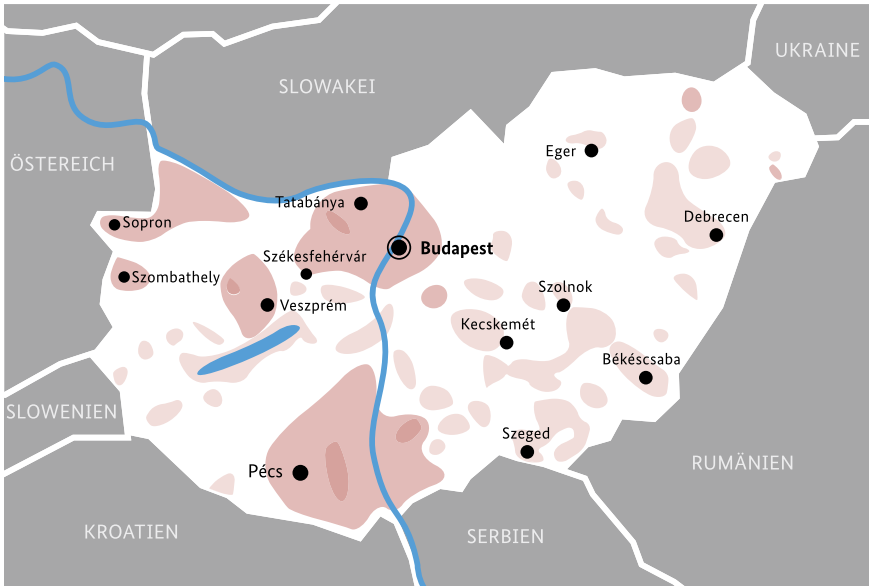 UKRAINE
SLOWAKEI
ÖSTEREICH
Eger
Tatabánya
Debrecen
Sopron
Budapest
Székesfehérvár
Szombathely
Szolnok
Veszprém
Kecskemét
Békéscsaba
SLOWENIEN
Szeged
RUMÄNIEN
Pécs
KROATIEN
SERBIEN